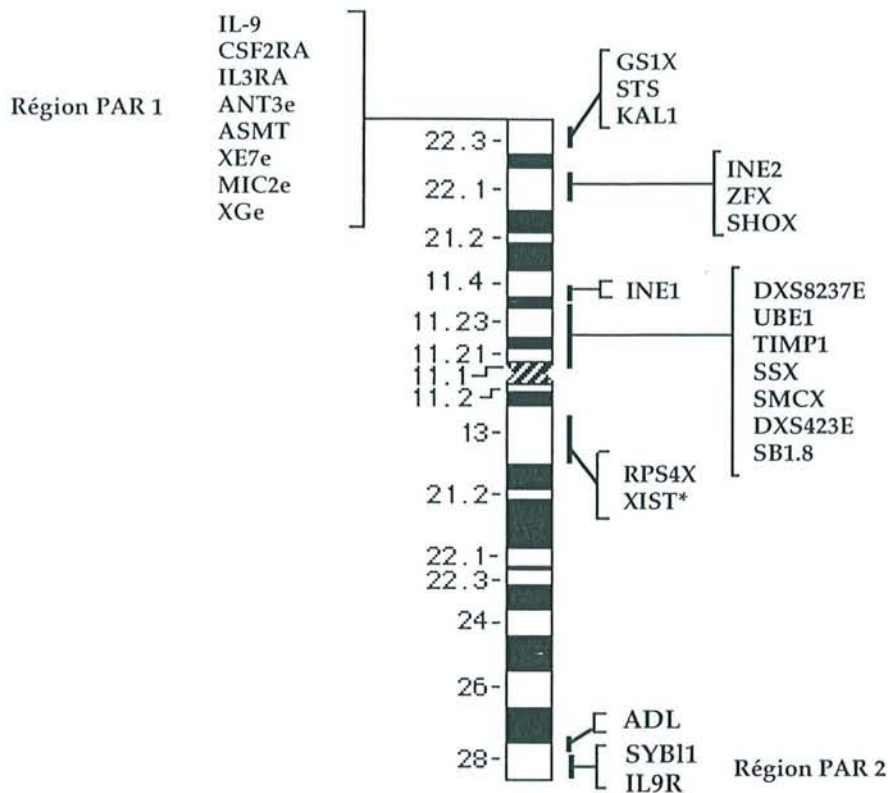 Région PAR 1
IL-9
CSF2RA
IL3RA
ANT3e
ASMT
XE7e
MIC2e
XGe
GS1X
STS
KAL1
INE2
ZFX
SHOX
INE1
DXS8237E
UBE1
TIMP1
SSX
SMCX
DXS423E
SB1.8
RPS4X
XIST*
ADL
SYBl1
IL9R
Région PAR 2
22.3-
22.1-
21.2-
11.4-
11.23-
11.21-
11.1
11.2
13-
21.2-
22.1-
22.3-
24-
26-
28-